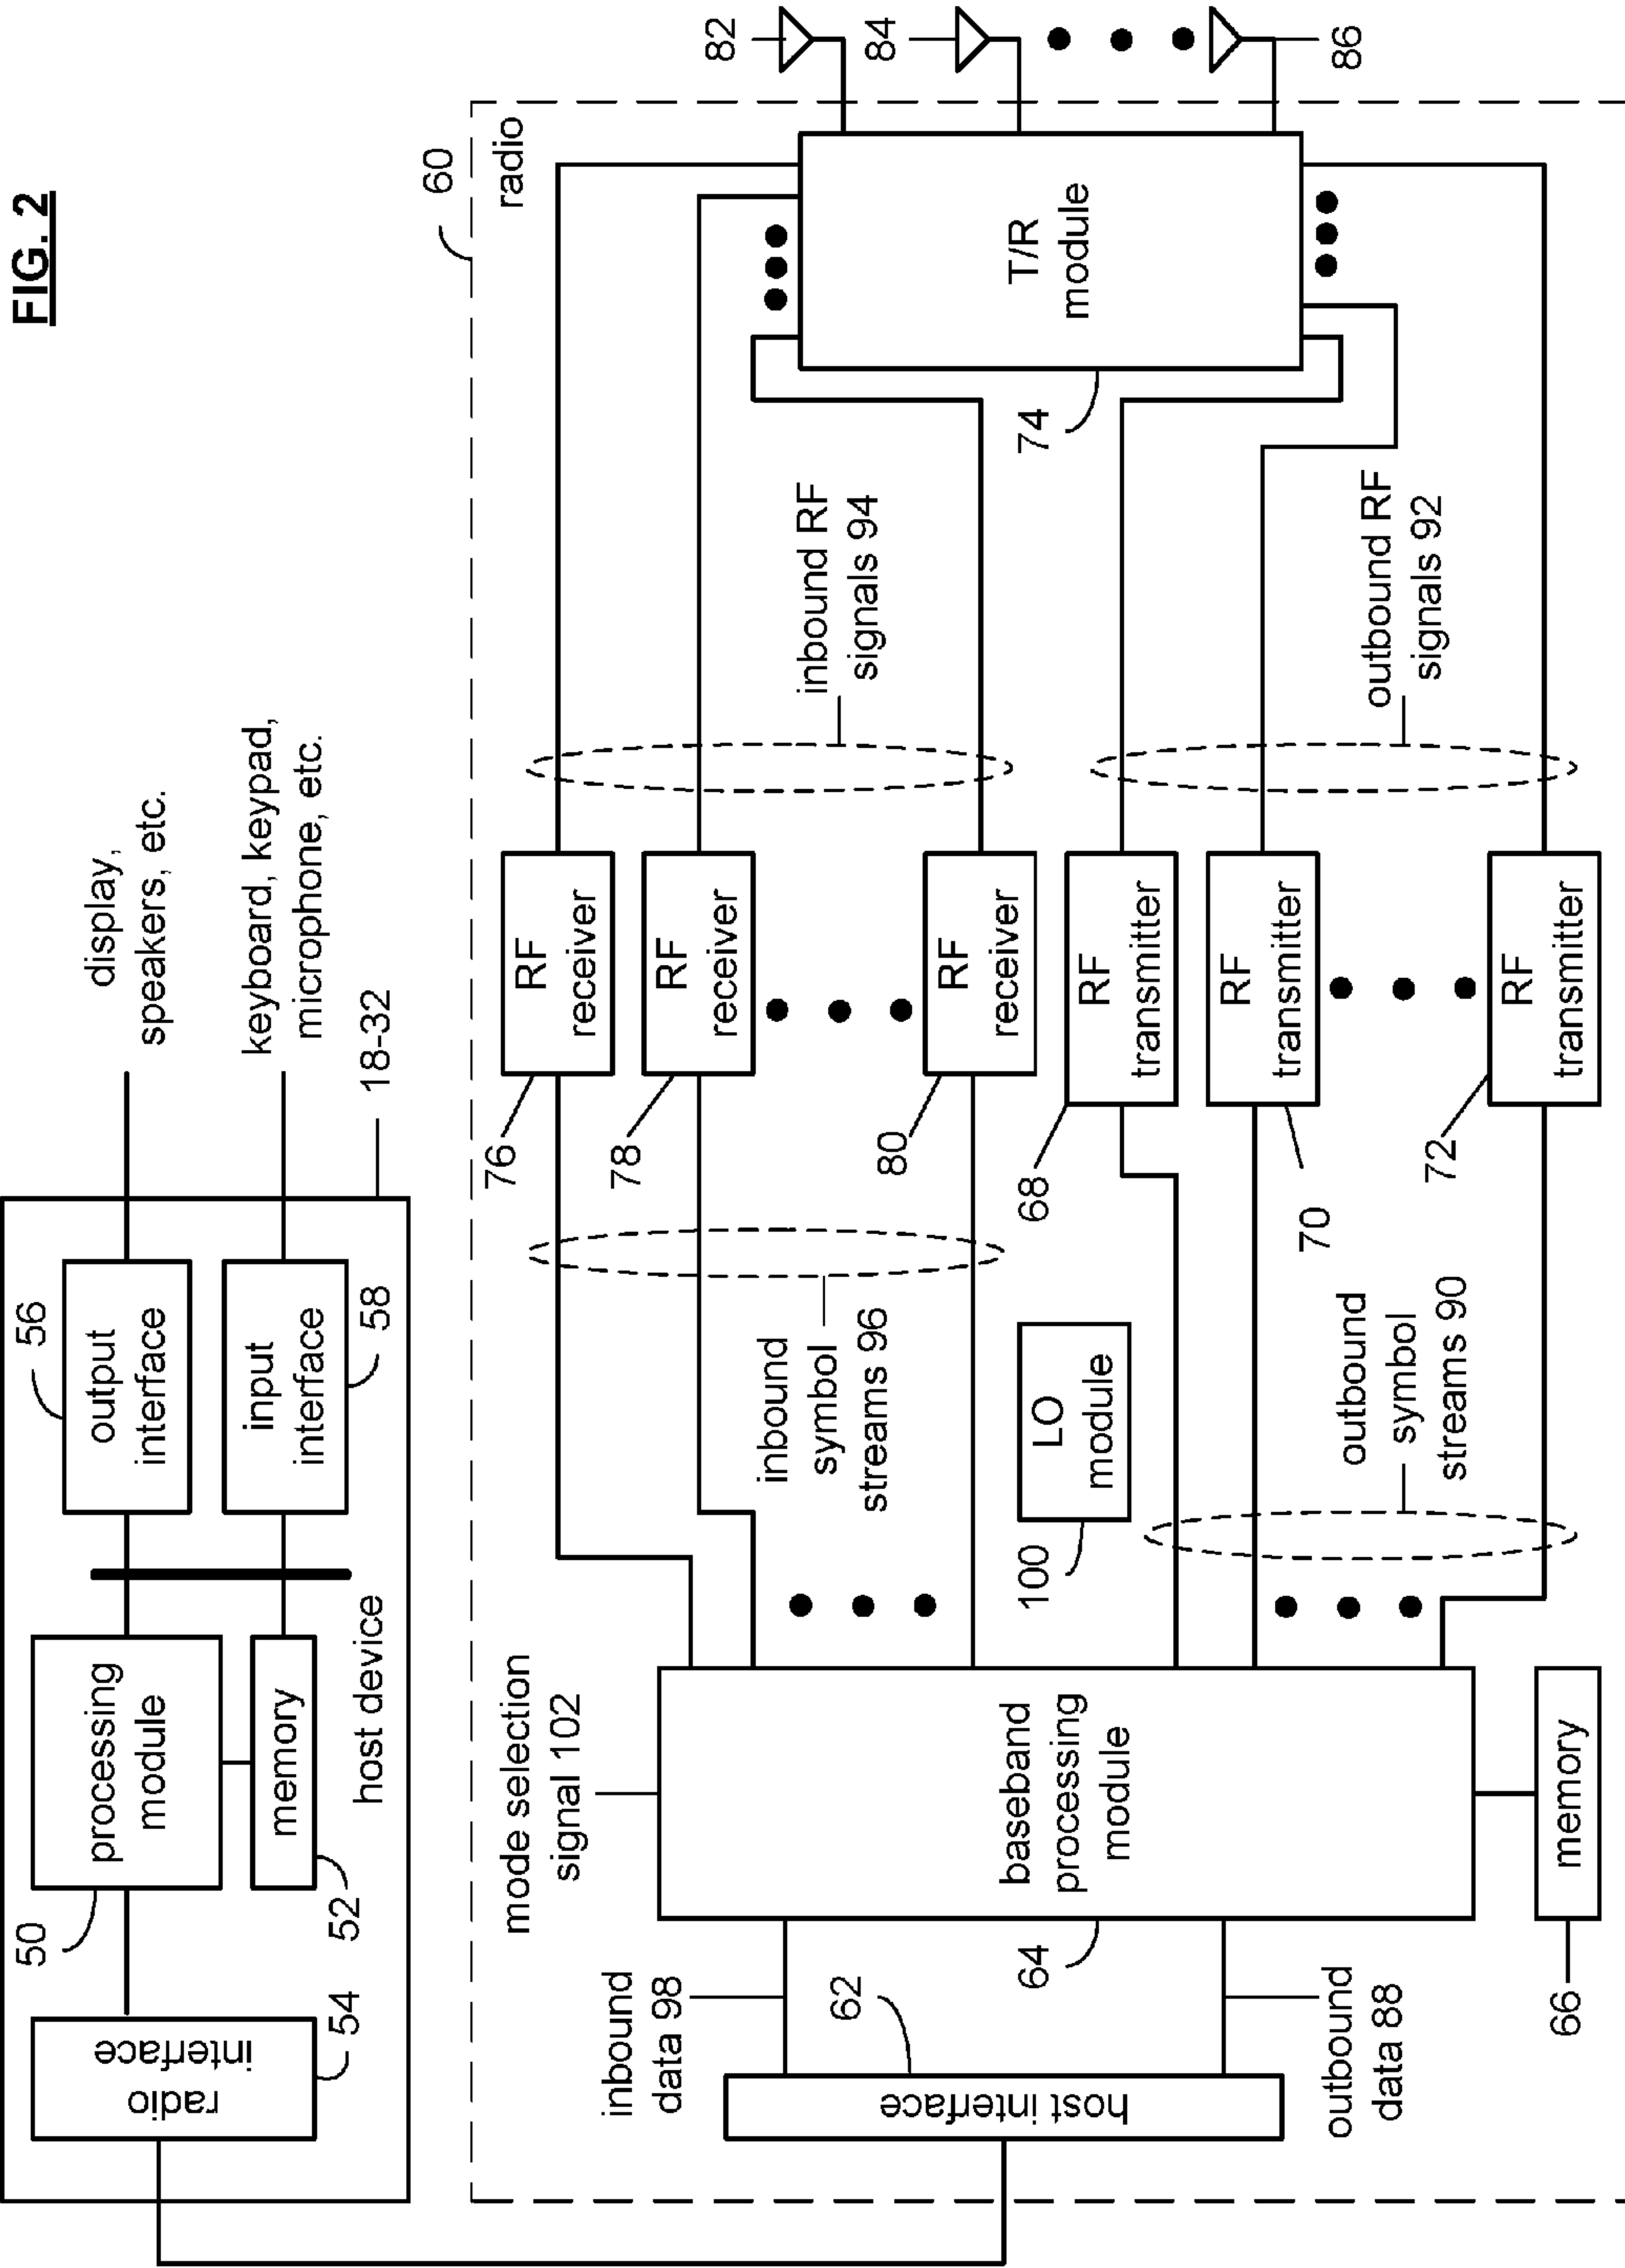 FIG. 2
display,
speakers, etc.
keyboard, keypad,
microphone, etc.
18-32
56
output
interface
input
interface
58
50
processing
module
memory
52
host device
radio
interface
54
60
radio
82
84
86
T/R
module
74
inbound RF
signals 94
outbound RF
signals 92
RF
receiver
76
RF
receiver
78
RF
receiver
80
RF
transmitter
68
RF
transmitter
70
RF
transmitter
72
inbound
symbol
streams 96
LO
module
100
outbound
symbol
streams 90
mode selection
signal 102
baseband
processing
module
64
memory
66
inbound
data 98
62
host interface
outbound
data 88